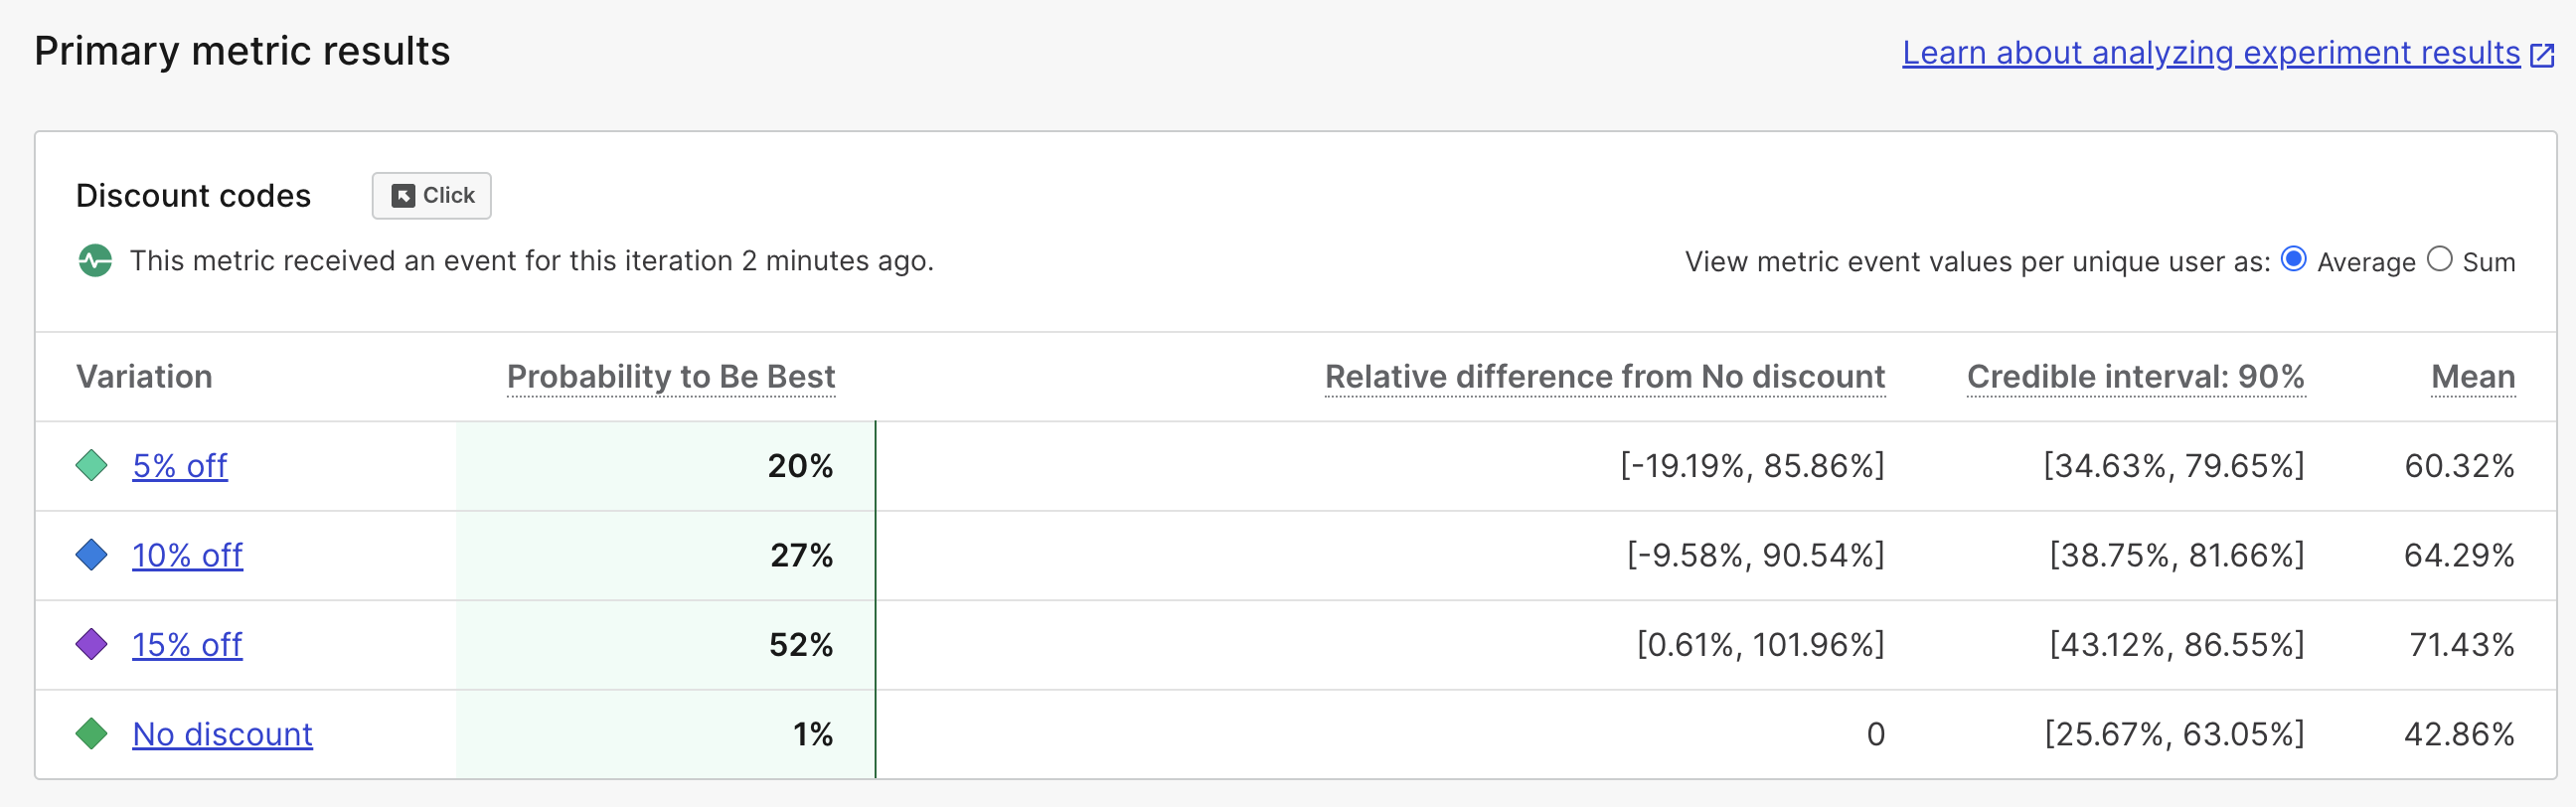 Primary metric results
Learn about analyzing experiment results
Discount codes Click
This metric received an event for this iteration 2 minutes ago.
View metric event values per unique user as: Average Sum
Variation Probability to Be Best Relative difference from No discount Credible interval: 90% Mean
5% off 20% [-19.19%, 85.86%] [34.63%, 79.65%] 60.32%
10% off 27% [-9.58%, 90.54%] [38.75%, 81.66%] 64.29%
15% off 52% [0.61%, 101.96%] [43.12%, 86.55%] 71.43%
No discount 1% 0 [25.67%, 63.05%] 42.86%